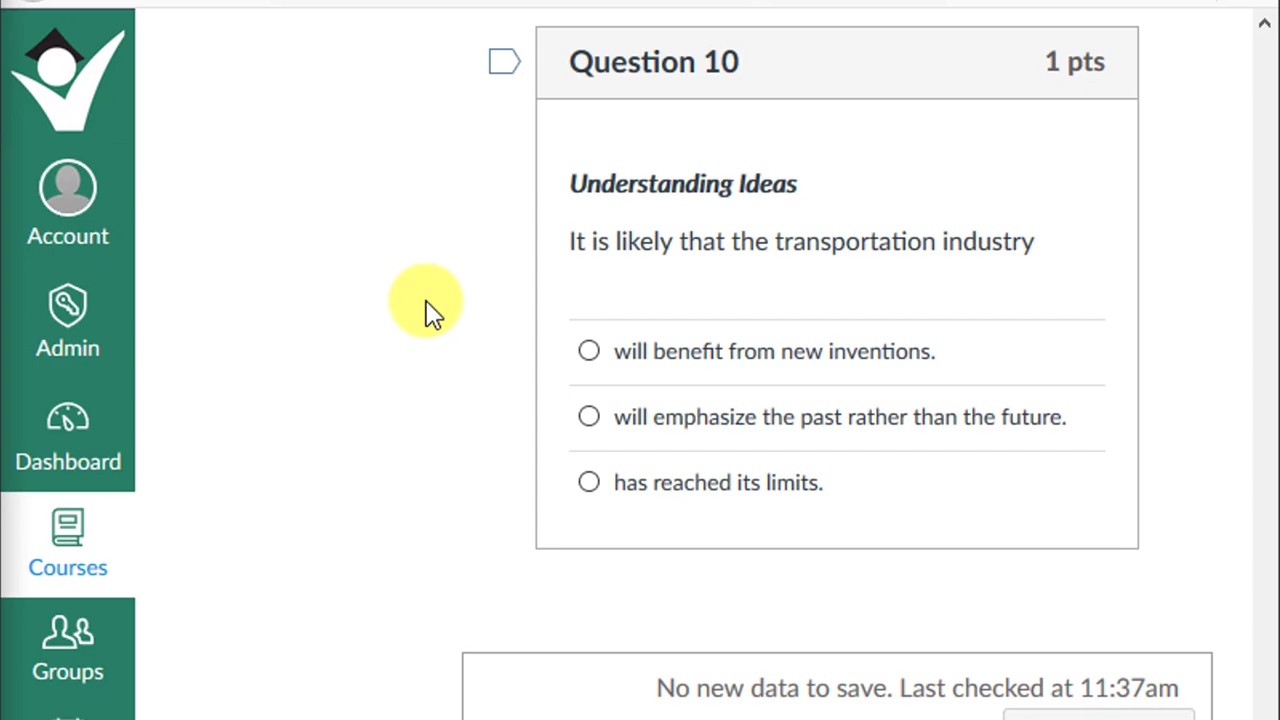 Account
Admin
Dashboard
Courses
Groups
Question 10
1 pts
Understanding Ideas
It is likely that the transportation industry
will benefit from new inventions.
will emphasize the past rather than the future.
has reached its limits.
No new data to save. Last checked at 11:37am